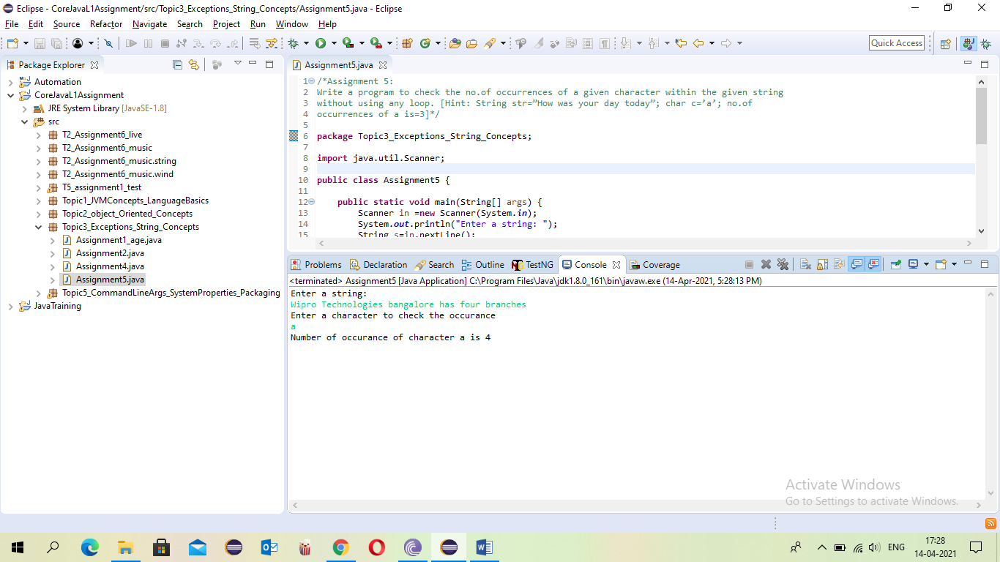 Eclipse - CoreJavaL1Assignment/src/Topic3_Exceptions_String_Concepts/Assignment5.java - Eclipse
File Edit Source Refactor Navigate Search Project Run Window Help
Quick Access
Package Explorer
Automation
CoreJavaL1Assignment
JRE System Library [JavaSE-1.8]
src
T2_Assignment6_live
T2_Assignment6_music
T2_Assignment6_music.string
T2_Assignment6_music.wind
T5_assignment1_test
Topic1_JVMConcepts_LanguageBasics
Topic2_object_Oriented_Concepts
Topic3_Exceptions_String_Concepts
Assignment1_age.java
Assignment2.java
Assignment4.java
Assignment5.java
Topic5_CommandLineArgs_SystemProperties_Packaging
JavaTraining
Assignment5.java
1 /*Assignment 5:
2 Write a program to check the no.of occurrences of a given character within the given string
3 without using any loop. [Hint: String str=”How was your day today”; char c=’a’; no.of
4 occurrences of a is=3]*/
5
6 package Topic3_Exceptions_String_Concepts;
7
8 import java.util.Scanner;
9
10 public class Assignment5 {
11
12 public static void main(String[] args) {
13 Scanner in =new Scanner(System.in);
14 System.out.println("Enter a string: ");
15 String s=in.nextLine();
Problems Declaration Search Outline TestNG Console Coverage
<terminated> Assignment5 [Java Application] C:\Program Files\Java\jdk1.8.0_161\bin\javaw.exe (14-Apr-2021, 5:28:13 PM)
Enter a string:
Wipro Technologies bangalore has four branches
Enter a character to check the occurance
a
Number of occurance of character a is 4
Activate Windows
Go to Settings to activate Windows.
ENG
17:28
14-04-2021